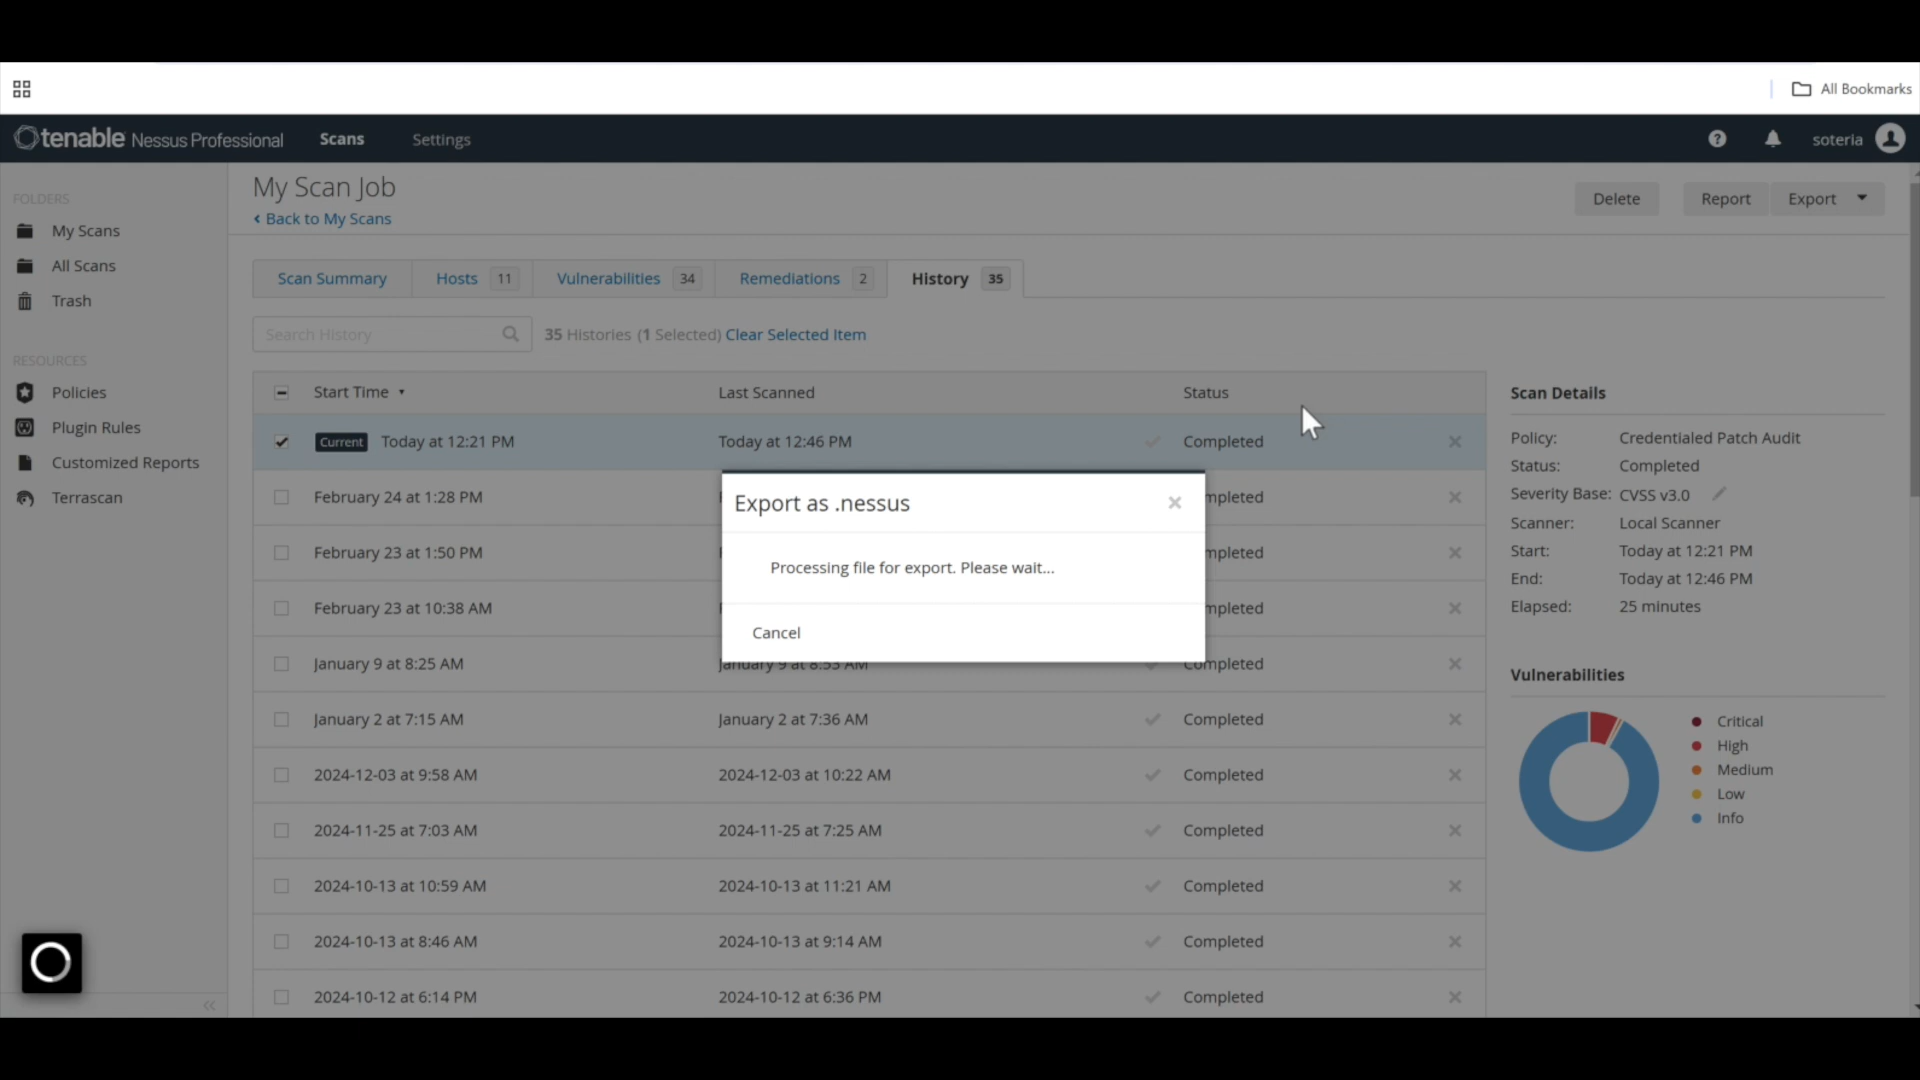 All Bookmarks
tenable Nessus Professional Scans Settings soteria
FOLDERS
My Scans
All Scans
Trash
RESOURCES
Policies
Plugin Rules
Customized Reports
Terrascan
My Scan Job
Back to My Scans
Delete Report Export
Scan Summary Hosts 11 Vulnerabilities 34 Remediations 2 History 35
Search History 35 Histories (1 Selected) Clear Selected Item
Start Time Last Scanned Status
Current Today at 12:21 PM Today at 12:46 PM Completed
February 24 at 1:28 PM mpleted
February 23 at 1:50 PM mpleted
February 23 at 10:38 AM mpleted
January 9 at 8:25 AM January 9 at 8:53 AM Completed
January 2 at 7:15 AM January 2 at 7:36 AM Completed
2024-12-03 at 9:58 AM 2024-12-03 at 10:22 AM Completed
2024-11-25 at 7:03 AM 2024-11-25 at 7:25 AM Completed
2024-10-13 at 10:59 AM 2024-10-13 at 11:21 AM Completed
2024-10-13 at 8:46 AM 2024-10-13 at 9:14 AM Completed
2024-10-12 at 6:14 PM 2024-10-12 at 6:36 PM Completed
Export as .nessus
Processing file for export. Please wait...
Cancel
Scan Details
Policy: Credentialed Patch Audit
Status: Completed
Severity Base: CVSS v3.0
Scanner: Local Scanner
Start: Today at 12:21 PM
End: Today at 12:46 PM
Elapsed: 25 minutes
Vulnerabilities
Critical
High
Medium
Low
Info